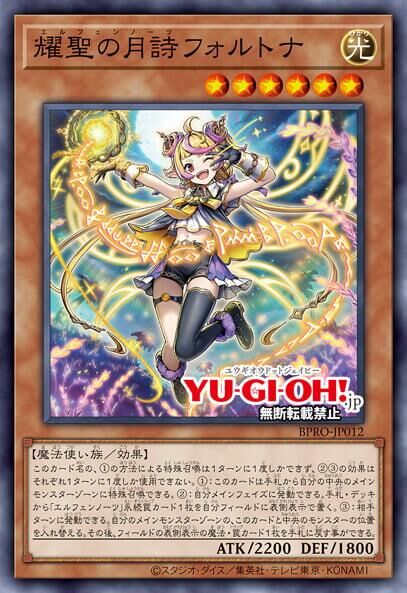 エルフェンノーツ
耀聖の月詩フォルトナ
ひかり
光
ユウギオウドットジェイピー
YU-GI-OH!.jp
無断転載禁止
BPRO-JP012
【魔法使い族/効果】
このカード名の、①の方法による特殊召喚は1ターンに1度しかできず、②③の効果は
それぞれ1ターンに1度しか使用できない。①：このカードは手札から自分の中央のメイ
ンモンスターゾーンに特殊召喚できる。②：自分メインフェイズに発動できる。手札・デッキ
から「エルフェンノーツ」永続罠カード1枚を自分フィールドに表側表示で置く。③：相手
ターンに発動できる。自分のメインモンスターゾーンの、このカードと中央のモンスターの位置
を入れ替える。その後、フィールドの表側表示の魔法・罠カード1枚を手札に戻す事ができる。
ATK/2200 DEF/1800
©スタジオ・ダイス/集英社・テレビ東京・KONAMI